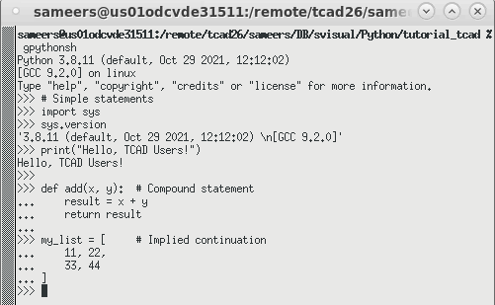 sameers@us01odcvde31511:/remote/tcad26/sameers
sameers@us01odcvde31511:/remote/tcad26/sameers/DB/svisual/Python/tutorial_tcad %
gpythonsh
Python 3.8.11 (default, Oct 29 2021, 12:12:02)
[GCC 9.2.0] on linux
Type "help", "copyright", "credits" or "license" for more information.
>>> # Simple statements
>>> import sys
>>> sys.version
'3.8.11 (default, Oct 29 2021, 12:12:02) \n[GCC 9.2.0]'
>>> print("Hello, TCAD Users!")
Hello, TCAD Users!
>>>
>>> def add(x, y):  # Compound statement
...     result = x + y
...     return result
...
>>> my_list = [     # Implied continuation
...     11, 22,
...     33, 44
... ]
>>>